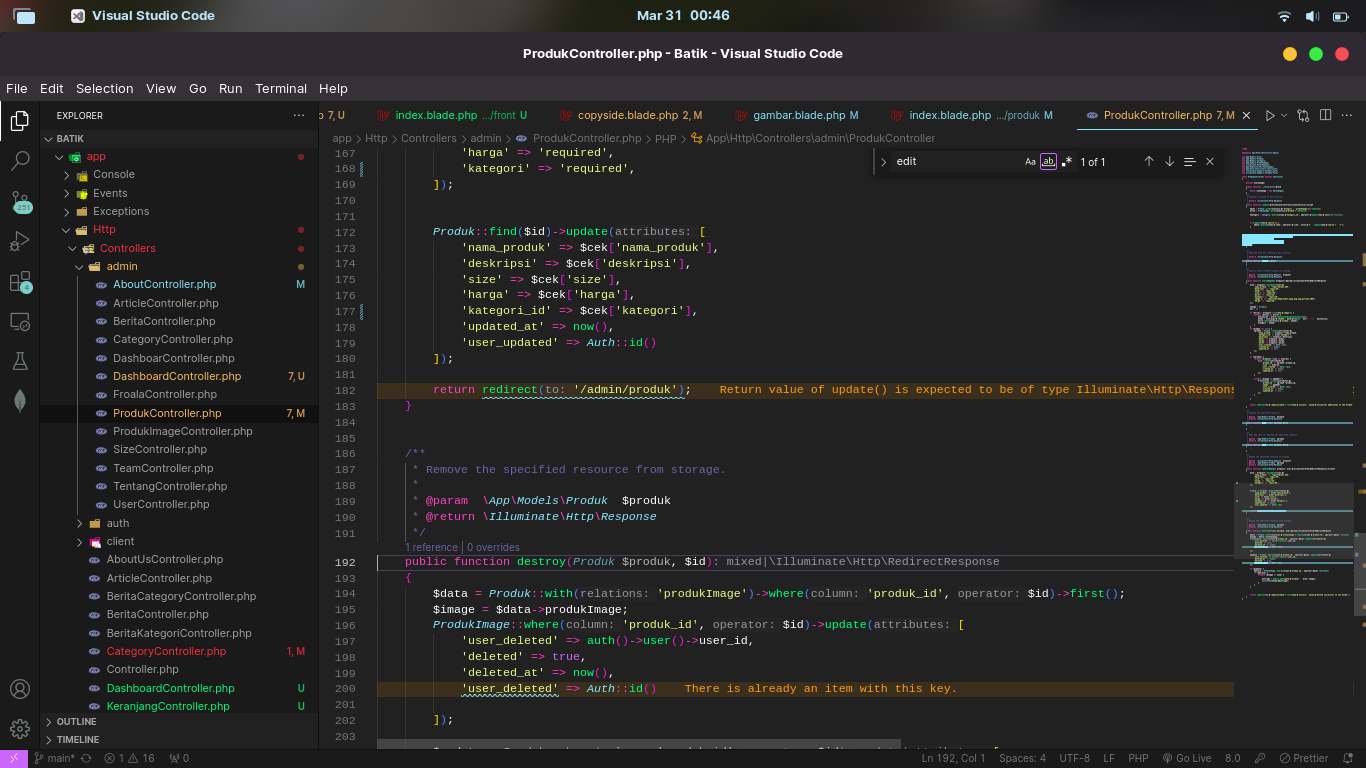 Visual Studio Code
Mar 31 00:46
ProdukController.php - Batik - Visual Studio Code
File Edit Selection View Go Run Terminal Help
EXPLORER ...
7, U index.blade.php .../front U copyside.blade.php 2, M gambar.blade.php M index.blade.php .../produk M ProdukController.php 7, M
BATIK
app > Http > Controllers > admin > ProdukController.php > PHP > App\Http\Controllers\admin\ProdukController
edit Aa ab 1 of 1
app
Console
Events
Exceptions
Http
Controllers
admin
AboutController.php M
ArticleController.php
BeritaController.php
CategoryController.php
DashboarController.php
DashboardController.php 7, U
FroalaController.php
ProdukController.php 7, M
ProdukImageController.php
SizeController.php
TeamController.php
TentangController.php
UserController.php
auth
client
AboutUsController.php
ArticleController.php
BeritaCategoryController.php
BeritaController.php
BeritaKategoriController.php
CategoryController.php 1, M
Controller.php
DashboardController.php U
KeranjangController.php U
OUTLINE
TIMELINE
251
4
167 'harga' => 'required',
168 'kategori' => 'required',
169 ]);
170
171
172 Produk::find($id)->update(attributes: [
173 'nama_produk' => $cek['nama_produk'],
174 'deskripsi' => $cek['deskripsi'],
175 'size' => $cek['size'],
176 'harga' => $cek['harga'],
177 'kategori_id' => $cek['kategori'],
178 'updated_at' => now(),
179 'user_updated' => Auth::id()
180 ]);
181
182 return redirect(to: '/admin/produk'); Return value of update() is expected to be of type Illuminate\Http\Respons
183 }
184
185
186 /**
187 * Remove the specified resource from storage.
188 *
189 * @param \App\Models\Produk $produk
190 * @return \Illuminate\Http\Response
191 */
1 reference | 0 overrides
192 public function destroy(Produk $produk, $id): mixed|\Illuminate\Http\RedirectResponse
193 {
194 $data = Produk::with(relations: 'produkImage')->where(column: 'produk_id', operator: $id)->first();
195 $image = $data->produkImage;
196 ProdukImage::where(column: 'produk_id', operator: $id)->update(attributes: [
197 'user_deleted' => auth()->user()->user_id,
198 'deleted' => true,
199 'deleted_at' => now(),
200 'user_deleted' => Auth::id() There is already an item with this key.
201
202 ]);
203
main* 1 16 0 Ln 192, Col 1 Spaces: 4 UTF-8 LF PHP Go Live 8.0 Prettier